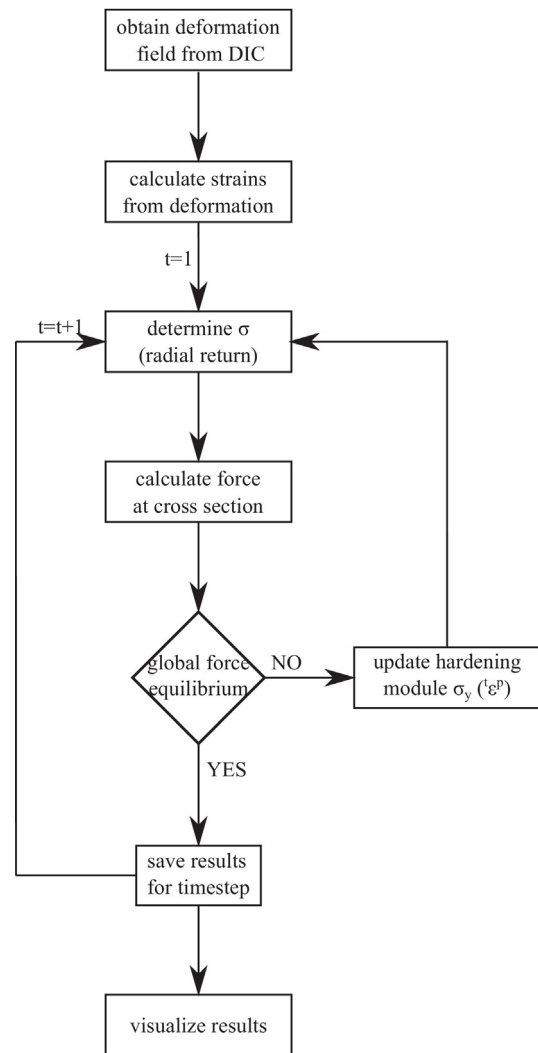 obtain deformation
field from DIC
calculate strains
from deformation
t=1
t=t+1
determine σ
(radial return)
calculate force
at cross section
global force
equilibrium
NO
update hardening
module σ_y (ᵗεᵖ)
YES
save results
for timestep
visualize results